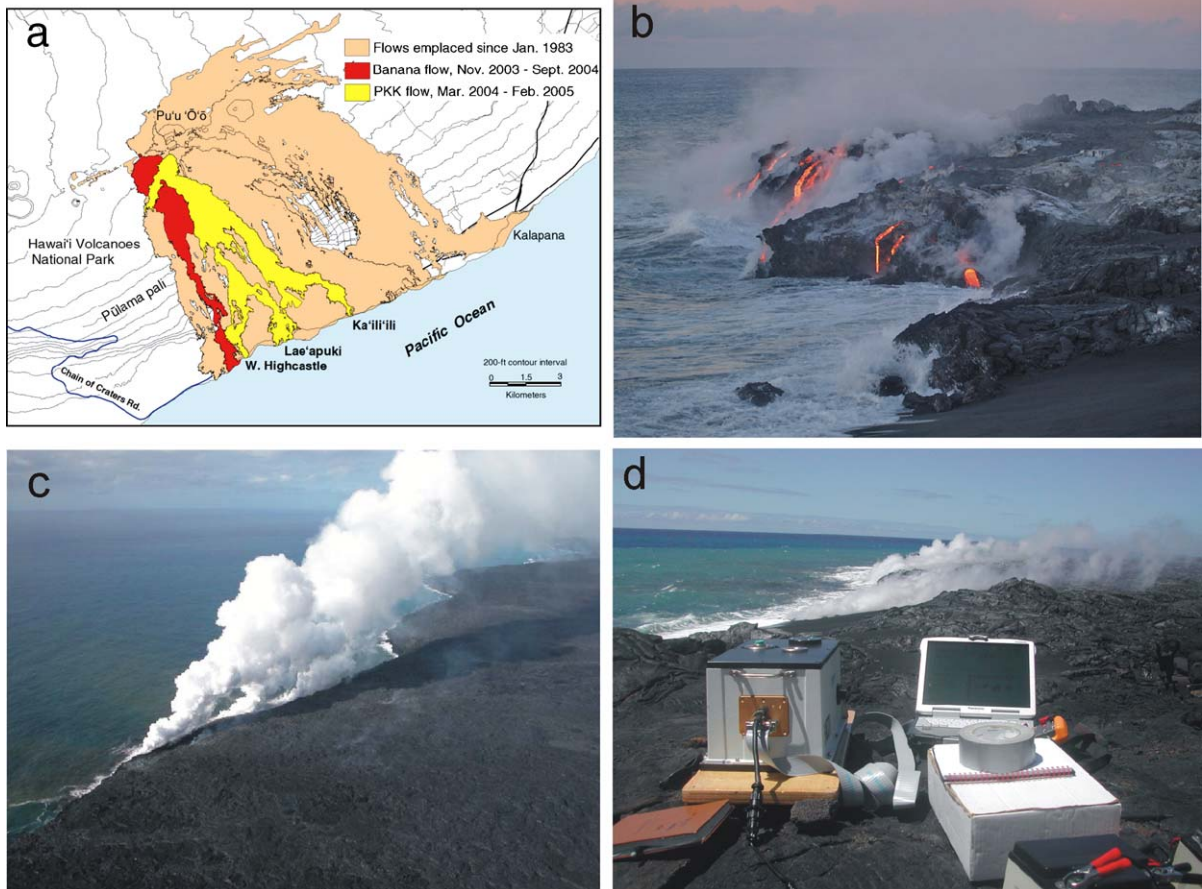 a
Flows emplaced since Jan. 1983
Banana flow, Nov. 2003 - Sept. 2004
PKK flow, Mar. 2004 - Feb. 2005
Pu'u 'Ō'ō
Hawai'i Volcanoes
National Park
Kalapana
Pūlama pali
Ka'ili'ili
Pacific Ocean
Lae'apuki
W. Highcastle
Chain of Craters Rd.
200-ft contour interval
0 1.5 3
Kilometers
b
c
d